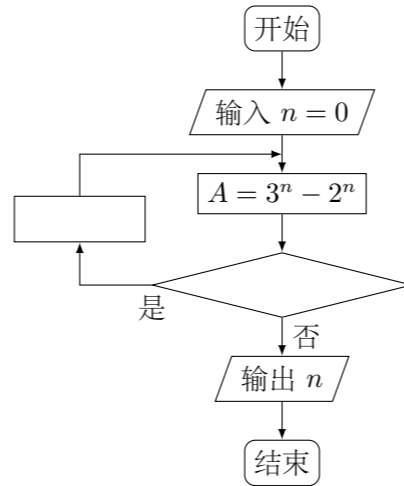 开始
输入 n = 0
A = 3ⁿ − 2ⁿ
是
否
输出 n
结束